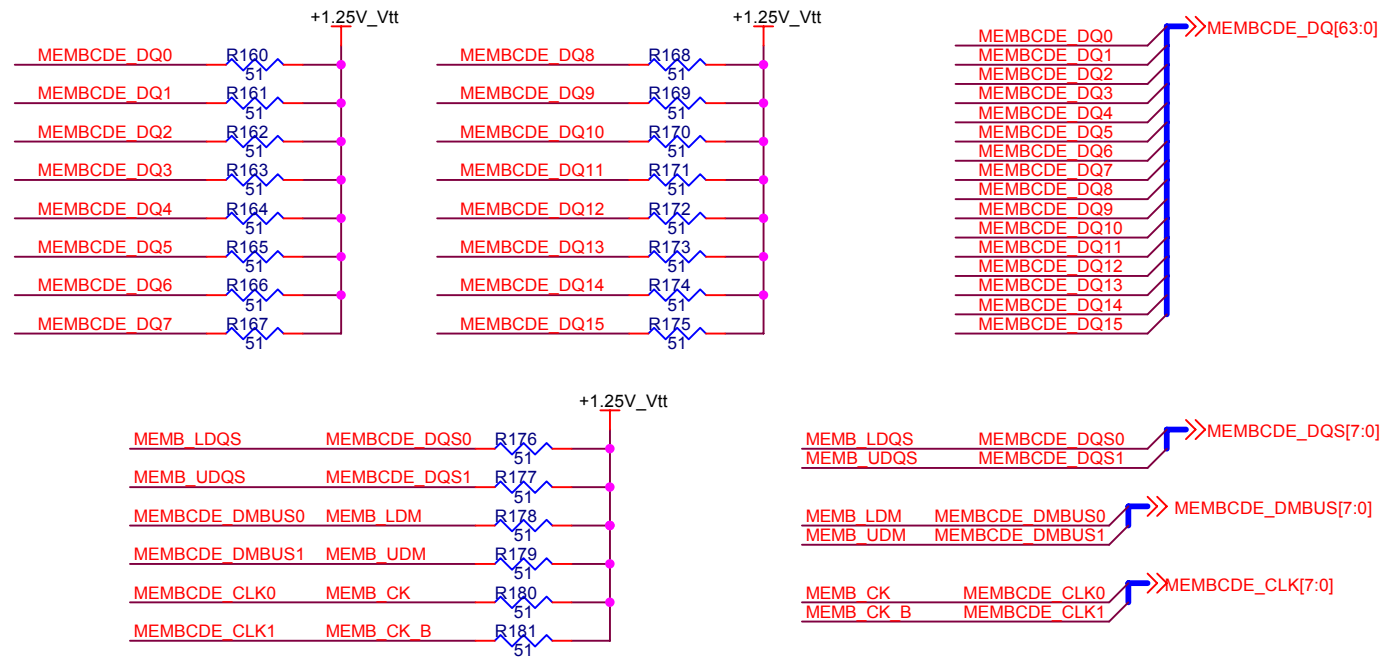 +1.25V_Vtt
MEMBCDE_DQ0 R160
51
MEMBCDE_DQ1 R161
51
MEMBCDE_DQ2 R162
51
MEMBCDE_DQ3 R163
51
MEMBCDE_DQ4 R164
51
MEMBCDE_DQ5 R165
51
MEMBCDE_DQ6 R166
51
MEMBCDE_DQ7 R167
51
+1.25V_Vtt
MEMBCDE_DQ8 R168
51
MEMBCDE_DQ9 R169
51
MEMBCDE_DQ10 R170
51
MEMBCDE_DQ11 R171
51
MEMBCDE_DQ12 R172
51
MEMBCDE_DQ13 R173
51
MEMBCDE_DQ14 R174
51
MEMBCDE_DQ15 R175
51
MEMBCDE_DQ[63:0]
MEMBCDE_DQ0
MEMBCDE_DQ1
MEMBCDE_DQ2
MEMBCDE_DQ3
MEMBCDE_DQ4
MEMBCDE_DQ5
MEMBCDE_DQ6
MEMBCDE_DQ7
MEMBCDE_DQ8
MEMBCDE_DQ9
MEMBCDE_DQ10
MEMBCDE_DQ11
MEMBCDE_DQ12
MEMBCDE_DQ13
MEMBCDE_DQ14
MEMBCDE_DQ15
+1.25V_Vtt
MEMB_LDQS MEMBCDE_DQS0 R176
51
MEMB_UDQS MEMBCDE_DQS1 R177
51
MEMBCDE_DMBUS0 MEMB_LDM R178
51
MEMBCDE_DMBUS1 MEMB_UDM R179
51
MEMBCDE_CLK0 MEMB_CK R180
51
MEMBCDE_CLK1 MEMB_CK_B R181
51
MEMBCDE_DQS[7:0]
MEMB_LDQS MEMBCDE_DQS0
MEMB_UDQS MEMBCDE_DQS1
MEMBCDE_DMBUS[7:0]
MEMB_LDM MEMBCDE_DMBUS0
MEMB_UDM MEMBCDE_DMBUS1
MEMBCDE_CLK[7:0]
MEMB_CK MEMBCDE_CLK0
MEMB_CK_B MEMBCDE_CLK1